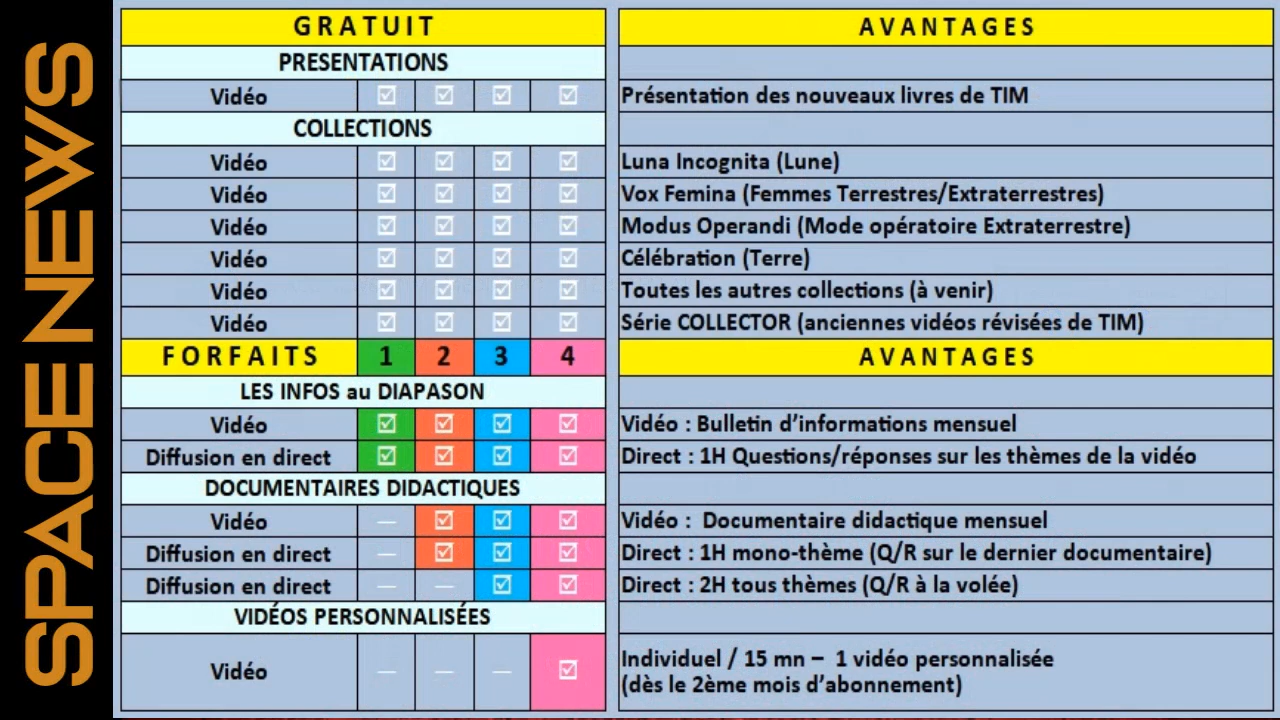 SPACE NEWS
GRATUIT AVANTAGES
PRESENTATIONS
Vidéo ☑ ☑ ☑ ☑ Présentation des nouveaux livres de TIM
COLLECTIONS
Vidéo ☑ ☑ ☑ ☑ Luna Incognita (Lune)
Vidéo ☑ ☑ ☑ ☑ Vox Femina (Femmes Terrestres/Extraterrestres)
Vidéo ☑ ☑ ☑ ☑ Modus Operandi (Mode opératoire Extraterrestre)
Vidéo ☑ ☑ ☑ ☑ Célébration (Terre)
Vidéo ☑ ☑ ☑ ☑ Toutes les autres collections (à venir)
Vidéo ☑ ☑ ☑ ☑ Série COLLECTOR (anciennes vidéos révisées de TIM)
FORFAITS 1 2 3 4 AVANTAGES
LES INFOS au DIAPASON
Vidéo ☑ ☑ ☑ ☑ Vidéo : Bulletin d’informations mensuel
Diffusion en direct ☑ ☑ ☑ ☑ Direct : 1H Questions/réponses sur les thèmes de la vidéo
DOCUMENTAIRES DIDACTIQUES
Vidéo — ☑ ☑ ☑ Vidéo : Documentaire didactique mensuel
Diffusion en direct — ☑ ☑ ☑ Direct : 1H mono-thème (Q/R sur le dernier documentaire)
Diffusion en direct — — ☑ ☑ Direct : 2H tous thèmes (Q/R à la volée)
VIDÉOS PERSONNALISÉES
Vidéo — — — ☑ Individuel / 15 mn – 1 vidéo personnalisée
(dès le 2ème mois d’abonnement)